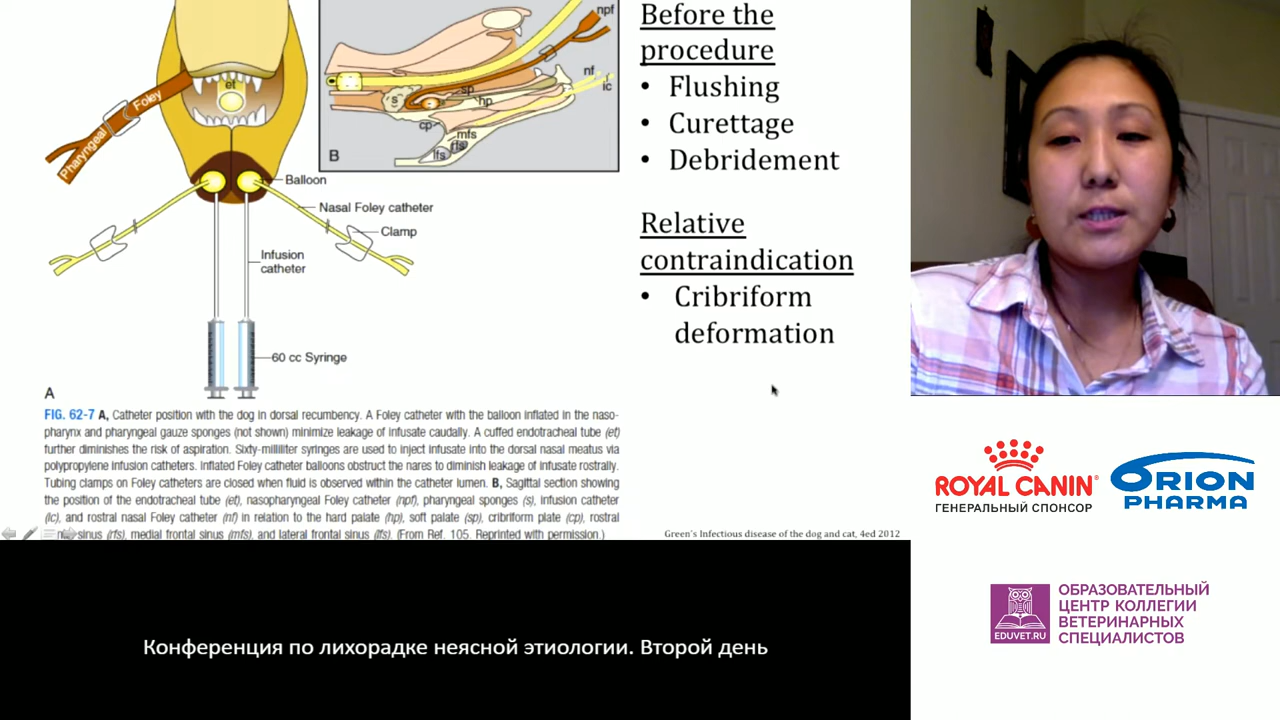 Before the
procedure
• Flushing
• Curettage
• Debridement
Relative
contraindication
• Cribriform
deformation
et
Foley
Pharyngeal
Balloon
Nasal Foley catheter
Clamp
Infusion
catheter
60 cc Syringe
A
npf
nf
ic
sp
s
hp
cp
mfs
rfs
lfs
B
FIG. 62-7 A, Catheter position with the dog in dorsal recumbency. A Foley catheter with the balloon inflated in the naso-
pharynx and pharyngeal gauze sponges (not shown) minimize leakage of infusate caudally. A cuffed endotracheal tube (et)
further diminishes the risk of aspiration. Sixty-milliliter syringes are used to inject infusate into the dorsal nasal meatus via
polypropylene infusion catheters. Inflated Foley catheter balloons obstruct the nares to diminish leakage of infusate rostrally.
Tubing clamps on Foley catheters are closed when fluid is observed within the catheter lumen. B, Sagittal section showing
the position of the endotracheal tube (et), nasopharyngeal Foley catheter (npf), pharyngeal sponges (s), infusion catheter
(ic), and rostral nasal Foley catheter (nf) in relation to the hard palate (hp), soft palate (sp), cribriform plate (cp), rostral
sinus (rfs), medial frontal sinus (mfs), and lateral frontal sinus (lfs). (From Ref. 105. Reprinted with permission.)
Green's Infectious disease of the dog and cat, 4ed 2012
ROYAL CANIN
ГЕНЕРАЛЬНЫЙ СПОНСОР
ORION
PHARMA
EDUVET.RU
ОБРАЗОВАТЕЛЬНЫЙ
ЦЕНТР КОЛЛЕГИИ
ВЕТЕРИНАРНЫХ
СПЕЦИАЛИСТОВ
Конференция по лихорадке неясной этиологии. Второй день